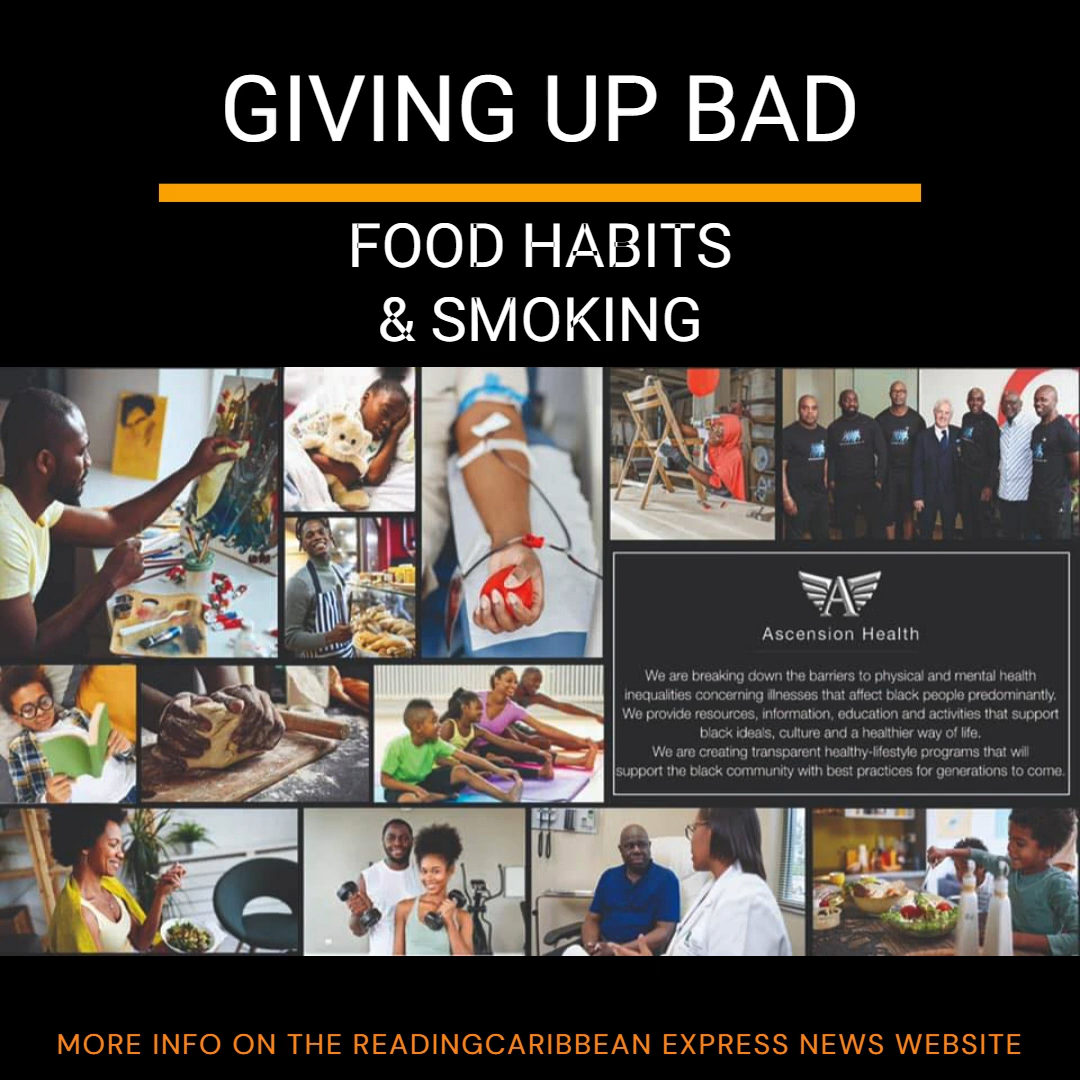 GIVING UP BAD
FOOD HABITS
& SMOKING
A
Ascension Health
We are breaking down the barriers to physical and mental health
inequalities concerning illnesses that affect black people predominantly.
We provide resources, information, education and activities that support
black ideals, culture and a healthier way of life.
We are creating transparent healthy-lifestyle programs that will
support the black community with best practices for generations to come.
MORE INFO ON THE READINGCARIBBEAN EXPRESS NEWS WEBSITE